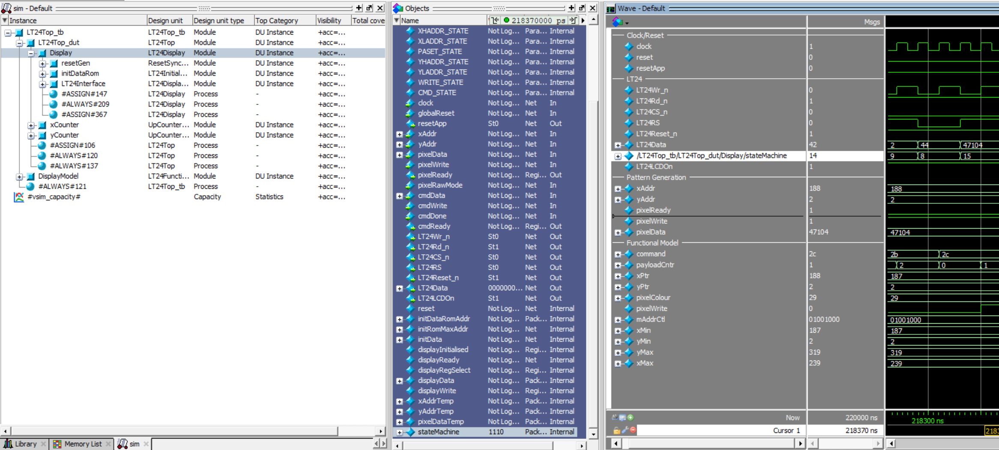 sim - Default
Instance Design unit Design unit type Top Category Visibility Total cove
LT24Top_tb LT24Top_tb Module DU Instance +acc=...
LT24Top_dut LT24Top Module DU Instance +acc=...
Display LT24Display Module DU Instance +acc=...
resetGen ResetSync... Module DU Instance +acc=...
initDataRom LT24Initial... Module DU Instance +acc=...
LT24Interface LT24Displa... Module DU Instance +acc=...
#ASSIGN#147 LT24Display Process - +acc=...
#ALWAYS#209 LT24Display Process - +acc=...
#ASSIGN#367 LT24Display Process - +acc=...
xCounter UpCounter... Module DU Instance +acc=...
yCounter UpCounter... Module DU Instance +acc=...
#ASSIGN#106 LT24Top Process - +acc=...
#ALWAYS#120 LT24Top Process - +acc=...
#ALWAYS#137 LT24Top Process - +acc=...
DisplayModel LT24Functi... Module DU Instance +acc=...
#ALWAYS#121 LT24Top_tb Process - +acc=...
#vsim_capacity# Capacity Statistics +acc=...
Library Memory List sim
Objects
Name 218370000 ps
XHADDR_STATE Not Log... Para... Internal
XLADDR_STATE Not Log... Para... Internal
PASET_STATE Not Log... Para... Internal
YHADDR_STATE Not Log... Para... Internal
YLADDR_STATE Not Log... Para... Internal
WRITE_STATE Not Log... Para... Internal
CMD_STATE Not Log... Para... Internal
clock Not Log... Net In
globalReset Not Log... Net In
resetApp St0 Net Out
xAddr Not Log... Net In
yAddr Not Log... Net In
pixelData Not Log... Net In
pixelWrite Not Log... Net In
pixelReady Not Log... Regi... Out
pixelRawMode Not Log... Net In
cmdData Not Log... Net In
cmdWrite Not Log... Net In
cmdDone Not Log... Net In
cmdReady Not Log... Regi... Out
LT24Wr_n St0 Net Out
LT24Rd_n St1 Net Out
LT24CS_n St0 Net Out
LT24RS St0 Net Out
LT24Reset_n St1 Net Out
LT24Data 0000000... Net Out
LT24LCDOn St1 Net Out
reset Not Log... Net Internal
initDataRomAddr Not Log... Pack... Internal
initRomMaxAddr Not Log... Net Internal
initData Not Log... Net Internal
displayInitialised Not Log... Regi... Internal
displayReady Not Log... Net Internal
displayRegSelect Not Log... Regi... Internal
displayData Not Log... Pack... Internal
displayWrite Not Log... Regi... Internal
xAddrTemp Not Log... Pack... Internal
yAddrTemp Not Log... Pack... Internal
pixelDataTemp Not Log... Pack... Internal
stateMachine 1110 Pack... Internal
Wave - Default
Msgs
Clock/Reset
clock 1
reset 0
resetApp 0
LT24
LT24Wr_n 0
LT24Rd_n 1
LT24CS_n 0
LT24RS 0
LT24Reset_n 1
LT24Data 42 2 44 47104
/LT24Top_tb/LT24Top_dut/Display/stateMachine 14 9 8 15
LT24LCDOn 1
Pattern Generation
xAddr 188 188
yAddr 2 2
pixelReady 1
pixelWrite 1
pixelData 47104 47104
Functional Model
command 2c 2b 2c
payloadCntr 1 2 0 1
xPtr 188 187
yPtr 2 2
pixelColour 29 29
pixelWrite 0
mAddrCtl 01001000 01001000
xMin 187 187
yMin 2 2
yMax 319 319
xMax 239 239
Now 220000 ns 218300 ns
Cursor 1 218370 ns